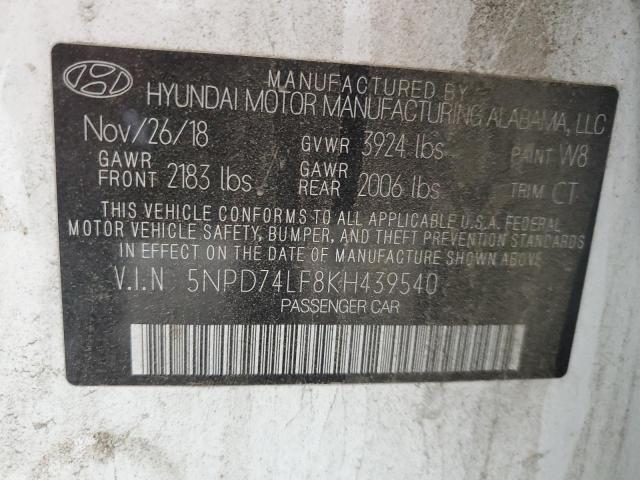 MANUFACTURED BY
HYUNDAI MOTOR MANUFACTURING ALABAMA, LLC
Nov/26/18 GVWR 3924 lbs PAINT W8
GAWR FRONT 2183 lbs GAWR REAR 2006 lbs TRIM CT
THIS VEHICLE CONFORMS TO ALL APPLICABLE U.S.A. FEDERAL
MOTOR VEHICLE SAFETY, BUMPER, AND THEFT PREVENTION STANDARDS
IN EFFECT ON THE DATE OF MANUFACTURE SHOWN ABOVE
V.I.N 5NPD74LF8KH439540
PASSENGER CAR